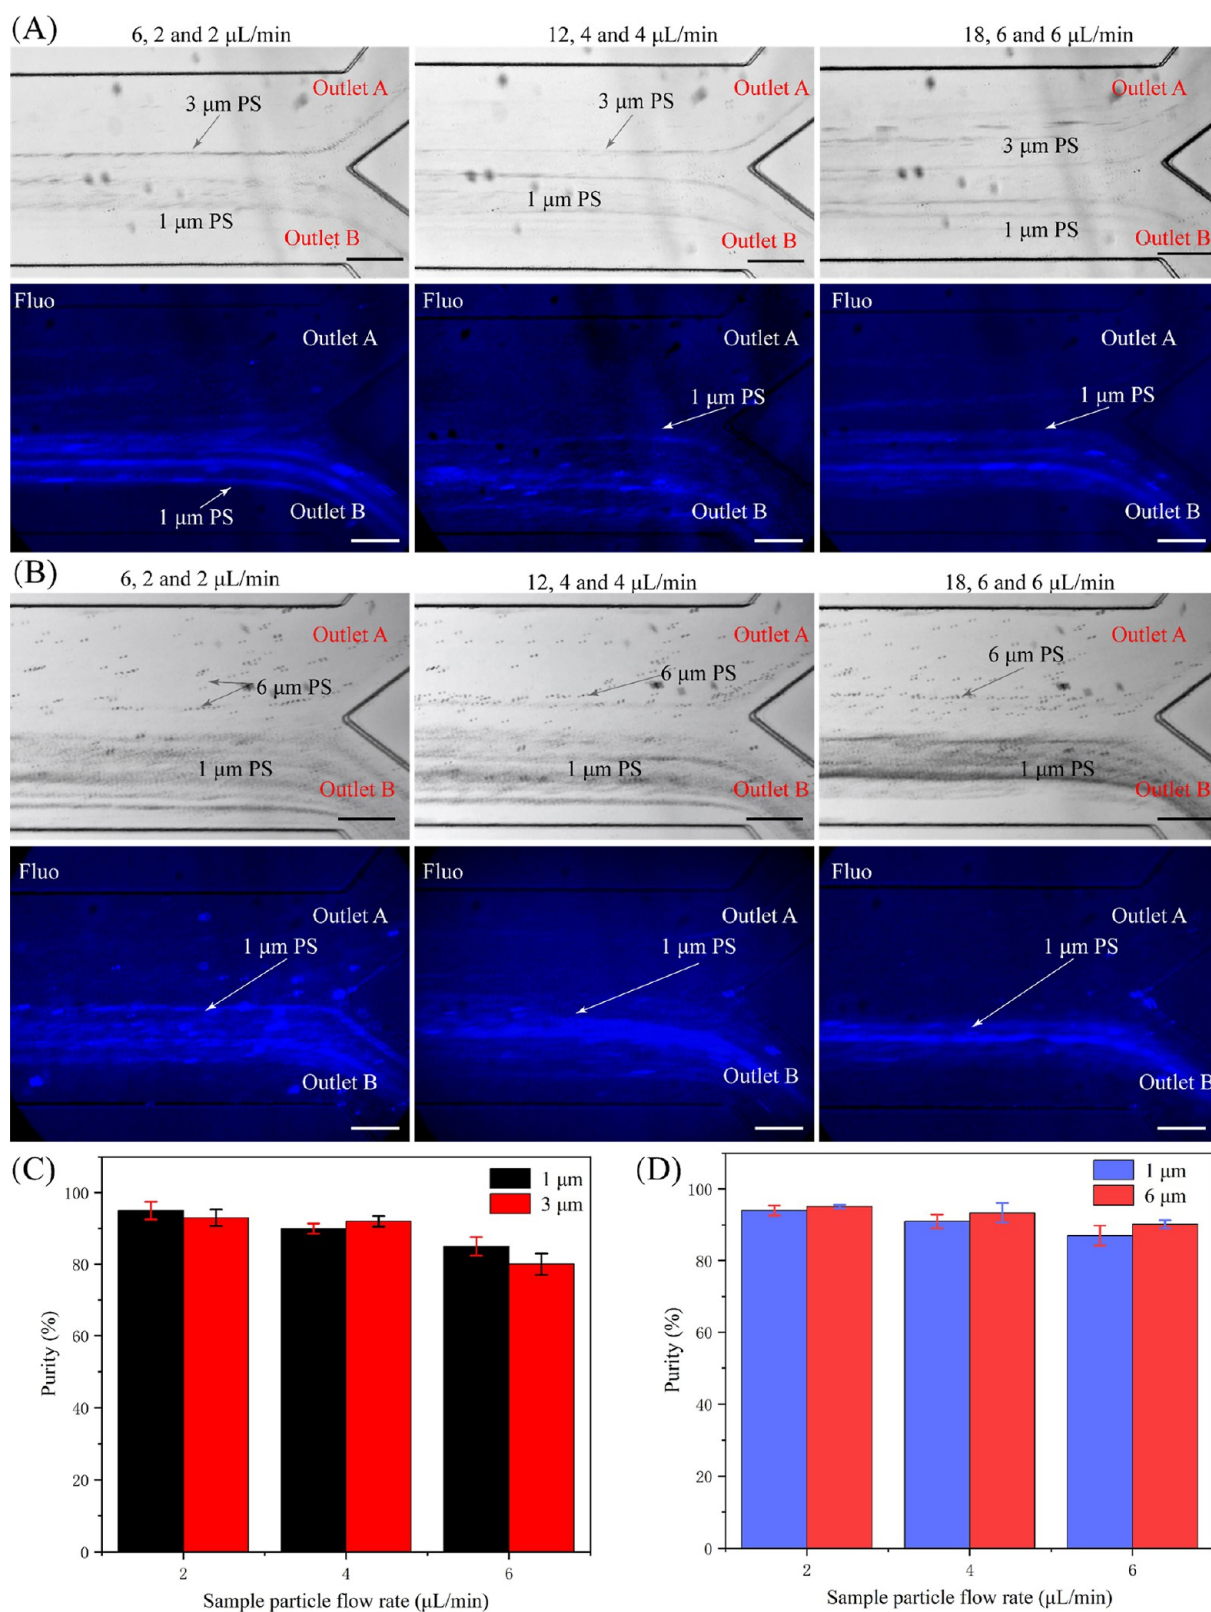 (A)
6, 2 and 2 μL/min
12, 4 and 4 μL/min
18, 6 and 6 μL/min
Outlet A
3 μm PS
1 μm PS
Outlet B
Outlet A
3 μm PS
1 μm PS
Outlet B
Outlet A
3 μm PS
1 μm PS
Outlet B
Fluo
Outlet A
1 μm PS
Outlet B
Fluo
Outlet A
1 μm PS
Outlet B
Fluo
Outlet A
1 μm PS
Outlet B
(B)
6, 2 and 2 μL/min
12, 4 and 4 μL/min
18, 6 and 6 μL/min
Outlet A
6 μm PS
1 μm PS
Outlet B
Outlet A
6 μm PS
1 μm PS
Outlet B
Outlet A
6 μm PS
1 μm PS
Outlet B
Fluo
Outlet A
1 μm PS
Outlet B
Fluo
Outlet A
1 μm PS
Outlet B
Fluo
Outlet A
1 μm PS
Outlet B
(C)
1 μm
3 μm
100
80
60
40
20
0
Purity (%)
2
4
6
Sample particle flow rate (μL/min)
(D)
1 μm
6 μm
100
80
60
40
20
0
Purity (%)
2
4
6
Sample particle flow rate (μL/min)